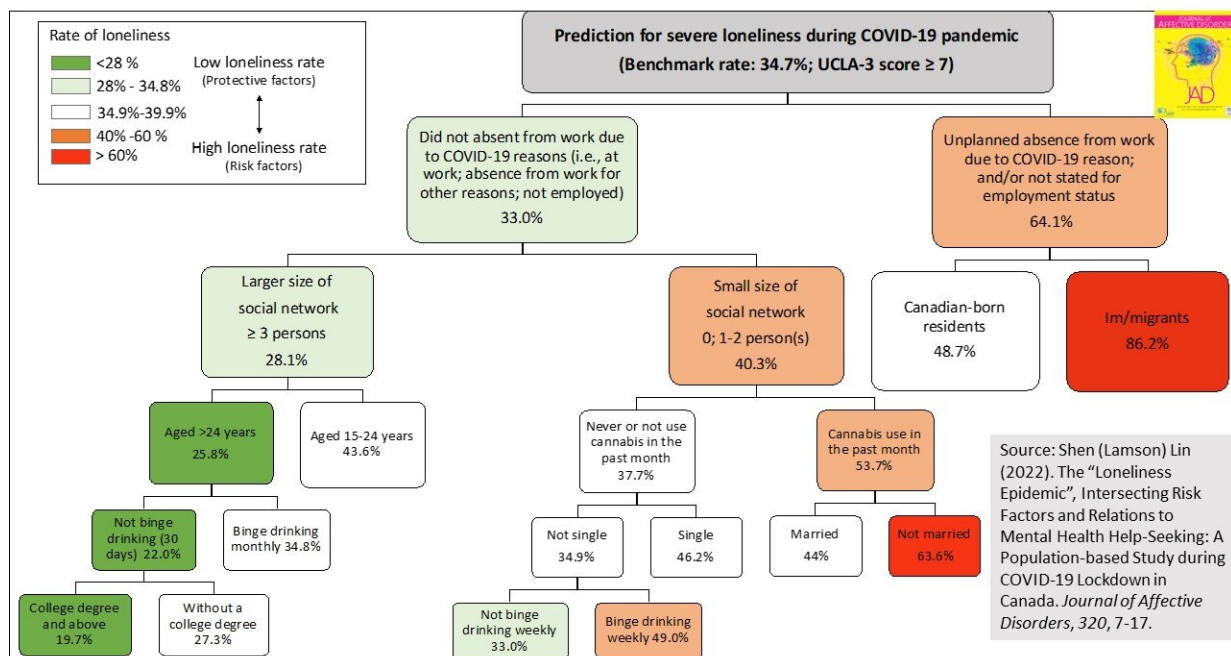 Rate of loneliness
<28 %
28% - 34.8%
34.9%-39.9%
40% -60 %
> 60%
Low loneliness rate
(Protective factors)
High loneliness rate
(Risk factors)
Prediction for severe loneliness during COVID-19 pandemic
(Benchmark rate: 34.7%; UCLA-3 score ≥ 7)
JOURNAL of
AFFECTIVE DISORDERS
JAD
Did not absent from work due
to COVID-19 reasons (i.e., at
work; absence from work for
other reasons; not employed)
33.0%
Unplanned absence from work
due to COVID-19 reason;
and/or not stated for
employment status
64.1%
Larger size of
social network
≥ 3 persons
28.1%
Small size of
social network
0; 1-2 person(s)
40.3%
Canadian-born
residents
48.7%
Im/migrants
86.2%
Aged >24 years
25.8%
Aged 15-24 years
43.6%
Never or not use
cannabis in the
past month
37.7%
Cannabis use in
the past month
53.7%
Not binge
drinking (30
days) 22.0%
Binge drinking
monthly 34.8%
Not single
34.9%
Single
46.2%
Married
44%
Not married
63.6%
College degree
and above
19.7%
Without a
college degree
27.3%
Not binge
drinking weekly
33.0%
Binge drinking
weekly 49.0%
Source: Shen (Lamson) Lin
(2022). The “Loneliness
Epidemic”, Intersecting Risk
Factors and Relations to
Mental Health Help-Seeking: A
Population-based Study during
COVID-19 Lockdown in
Canada. Journal of Affective
Disorders, 320, 7-17.